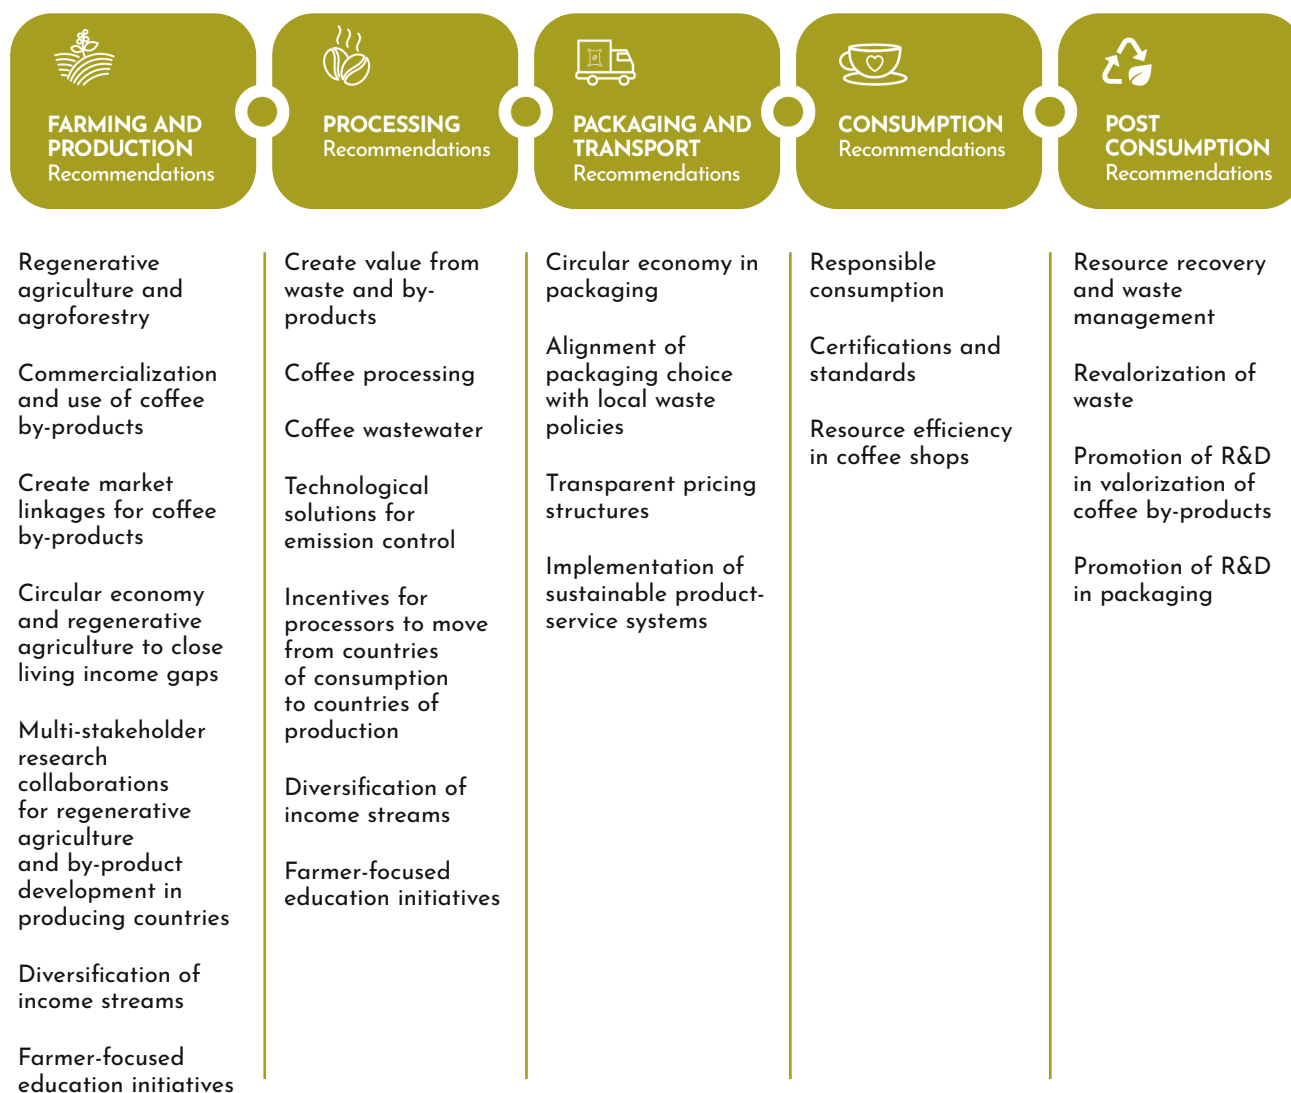 FARMING AND
PRODUCTION
Recommendations
PROCESSING
Recommendations
PACKAGING AND
TRANSPORT
Recommendations
CONSUMPTION
Recommendations
POST
CONSUMPTION
Recommendations
Regenerative
agriculture and
agroforestry
Commercialization
and use of coffee
by-products
Create market
linkages for coffee
by-products
Circular economy
and regenerative
agriculture to close
living income gaps
Multi-stakeholder
research
collaborations
for regenerative
agriculture
and by-product
development in
producing countries
Diversification of
income streams
Farmer-focused
education initiatives
Create value from
waste and by-
products
Coffee processing
Coffee wastewater
Technological
solutions for
emission control
Incentives for
processors to move
from countries
of consumption
to countries of
production
Diversification of
income streams
Farmer-focused
education initiatives
Circular economy in
packaging
Alignment of
packaging choice
with local waste
policies
Transparent pricing
structures
Implementation of
sustainable product-
service systems
Responsible
consumption
Certifications and
standards
Resource efficiency
in coffee shops
Resource recovery
and waste
management
Revalorization of
waste
Promotion of R&D
in valorization of
coffee by-products
Promotion of R&D
in packaging